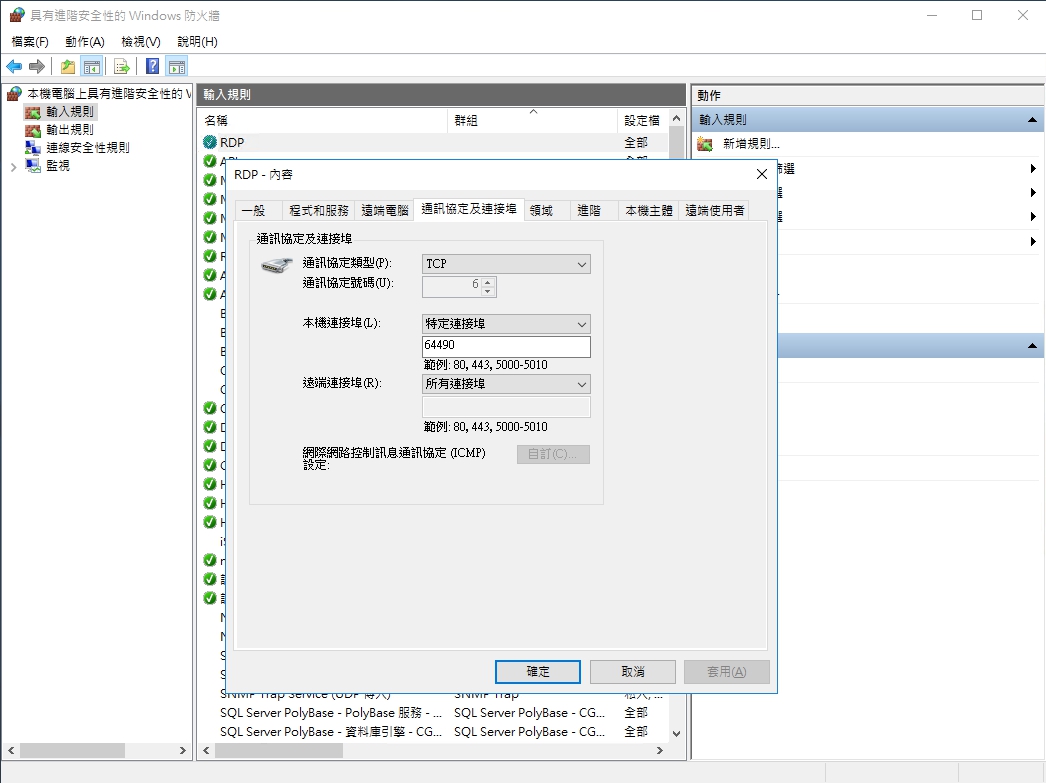 具有進階安全性的 Windows 防火牆
檔案(F) 動作(A) 檢視(V) 說明(H)
本機電腦上具有進階安全性的 W
輸入規則
輸出規則
連線安全性規則
監視
輸入規則
名稱 群組 設定檔
RDP 全部
動作
輸入規則
新增規則...
RDP - 內容
一般 程式和服務 遠端電腦 通訊協定及連接埠 領域 進階 本機主體 遠端使用者
通訊協定及連接埠
通訊協定類型(P): TCP
通訊協定號碼(U): 6
本機連接埠(L): 特定連接埠
64490
範例: 80, 443, 5000-5010
遠端連接埠(R): 所有連接埠
範例: 80, 443, 5000-5010
網際網路控制訊息通訊協定 (ICMP)
設定:
自訂(C)...
確定 取消 套用(A)
SNMP Trap Service (UDP 傳入) SNMP Trap 私人, ...
SQL Server PolyBase - PolyBase 服務 - ... SQL Server PolyBase - CG... 全部
SQL Server PolyBase - 資料庫引擎 - CG... SQL Server PolyBase - CG... 全部